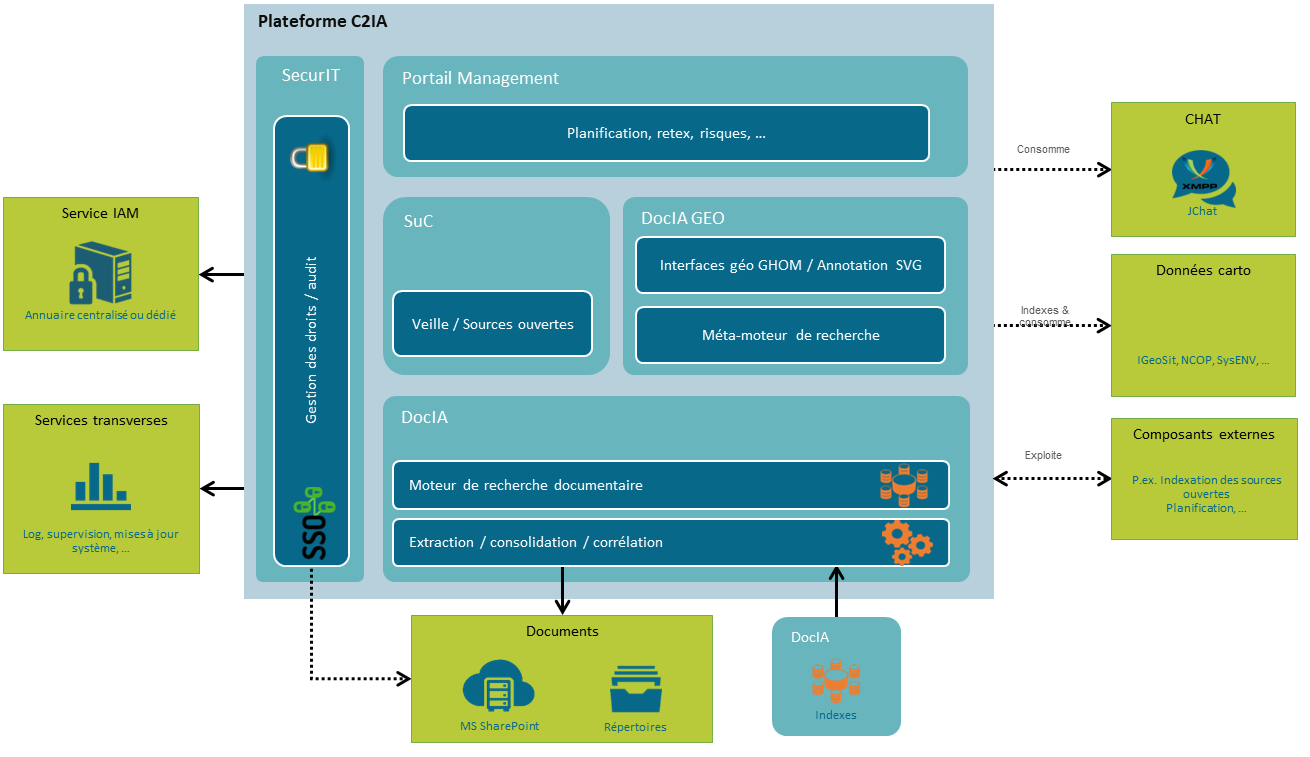 Plateforme C2IA
SecurIT
Gestion des droits / audit
SSO
Portail Management
Planification, retex, risques, ...
SuC
Veille / Sources ouvertes
DocIA GEO
Interfaces géo GHOM / Annotation SVG
Méta-moteur de recherche
DocIA
Moteur de recherche documentaire
Extraction / consolidation / corrélation
Service IAM
Annuaire centralisé ou dédié
Services transverses
Log, supervision, mises à jour
système, ...
Consomme
CHAT
XMPP
JChat
Indexes &
consomme
Données carto
IGeoSit, NCOP, SysENV, ...
Exploite
Composants externes
P.ex. Indexation des sources
ouvertes
Planification, ...
Documents
MS SharePoint
Répertoires
DocIA
Indexes